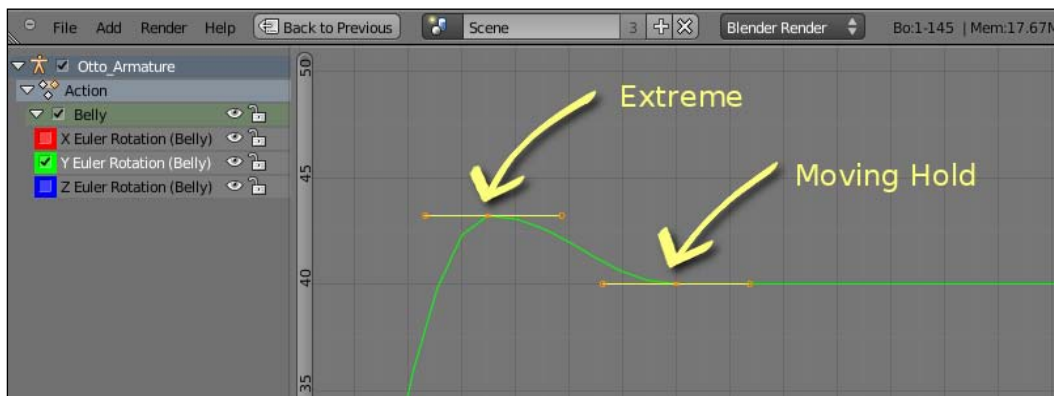 File Add Render Help Back to Previous Scene 3 Blender Render Bo:1-145 | Mem:17.67M
Otto_Armature
Action
Belly
X Euler Rotation (Belly)
Y Euler Rotation (Belly)
Z Euler Rotation (Belly)
50
45
40
35
Extreme
Moving Hold